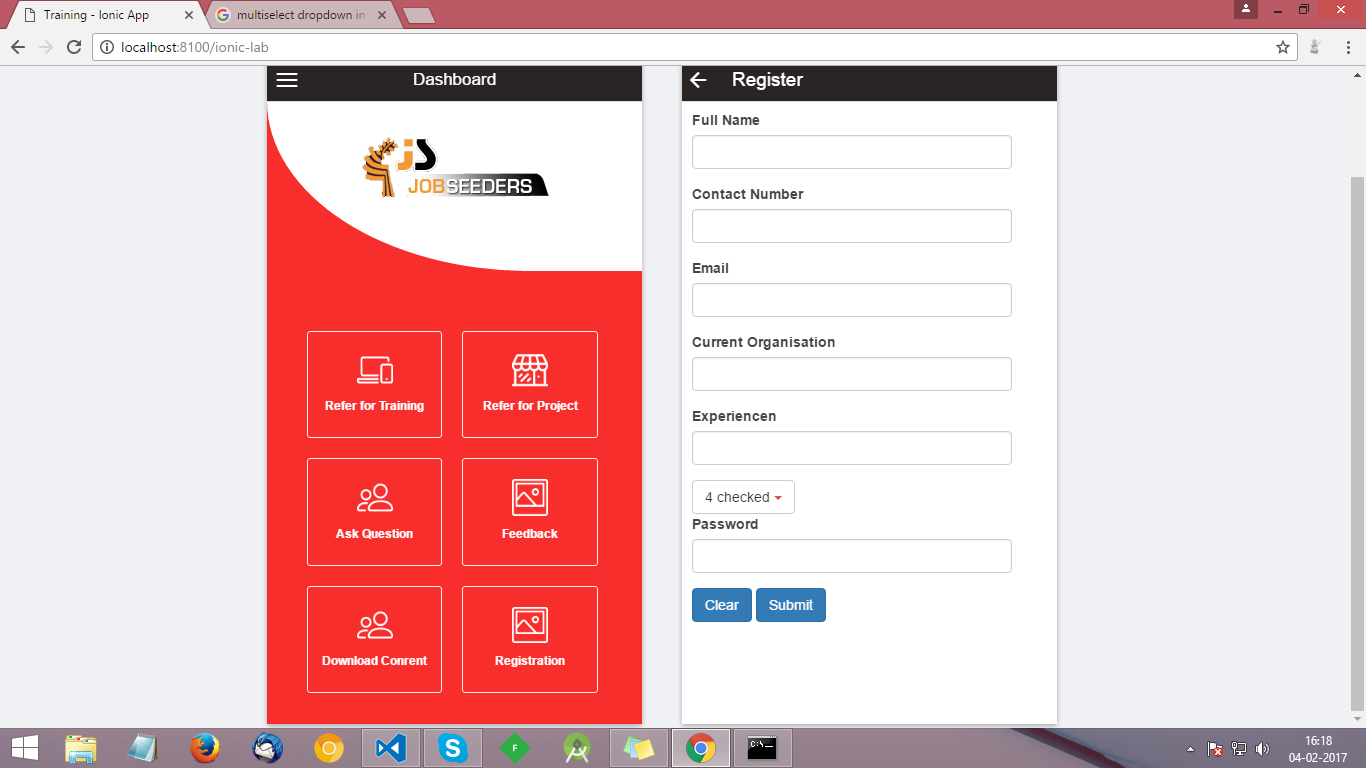 Training - Ionic App
multiselect dropdown in
localhost:8100/ionic-lab
Dashboard
JS
JOBSEEDERS
Refer for Training
Refer for Project
Ask Question
Feedback
Download Conrent
Registration
Register
Full Name
Contact Number
Email
Current Organisation
Experiencen
4 checked
Password
Clear
Submit
16:18
04-02-2017